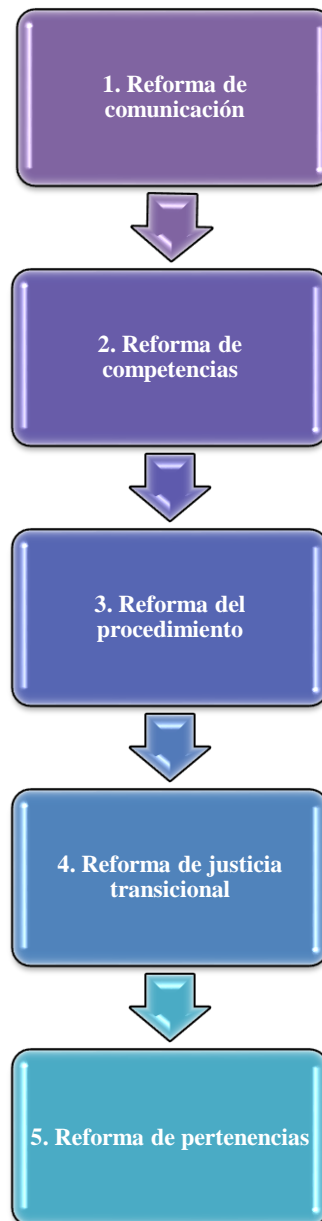 1. Reforma de
comunicación
2. Reforma de
competencias
3. Reforma del
procedimiento
4. Reforma de justicia
transicional
5. Reforma de pertenencias